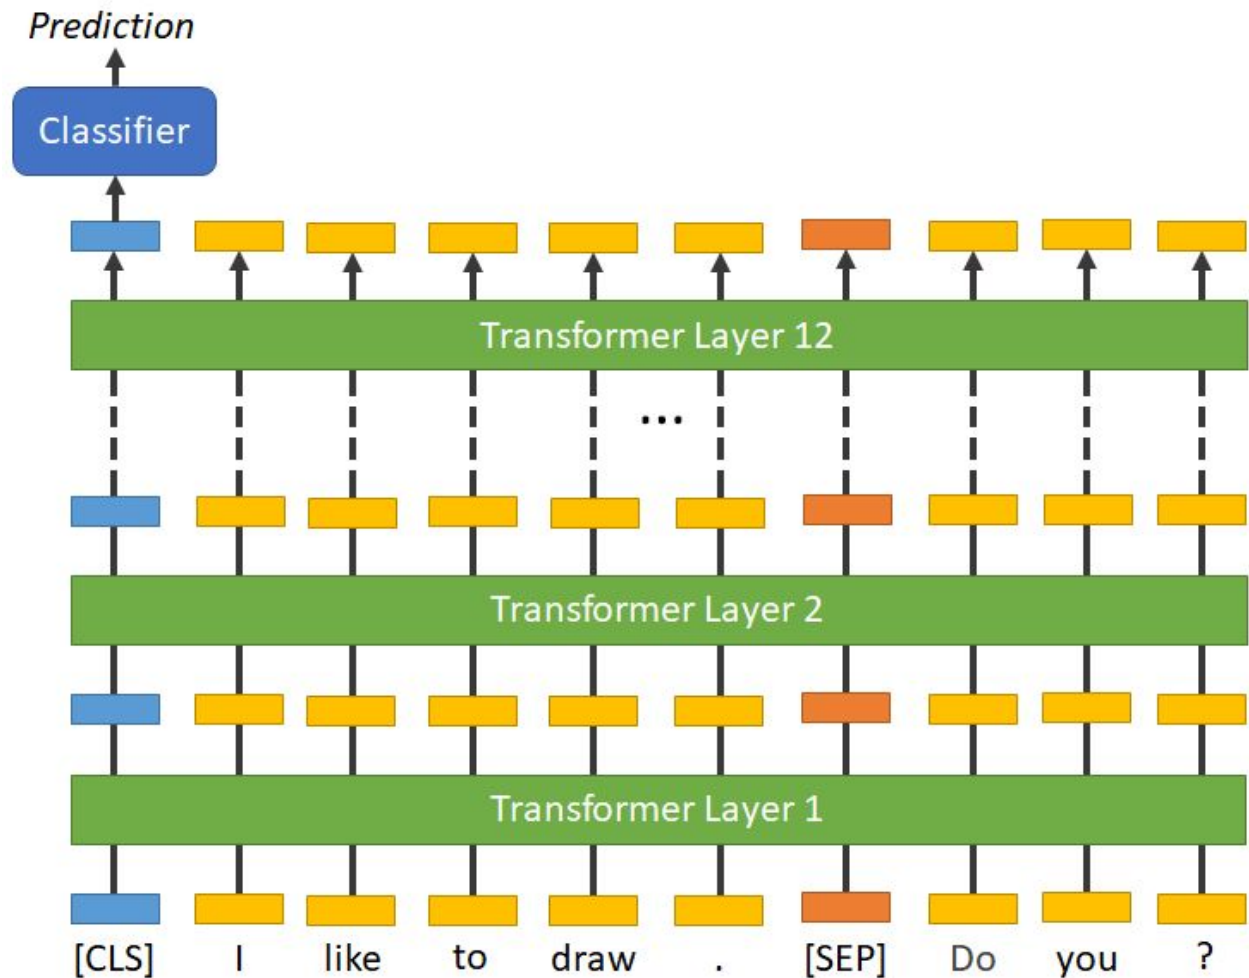 Prediction
Classifier
Transformer Layer 12
...
Transformer Layer 2
Transformer Layer 1
[CLS] I like to draw . [SEP] Do you ?